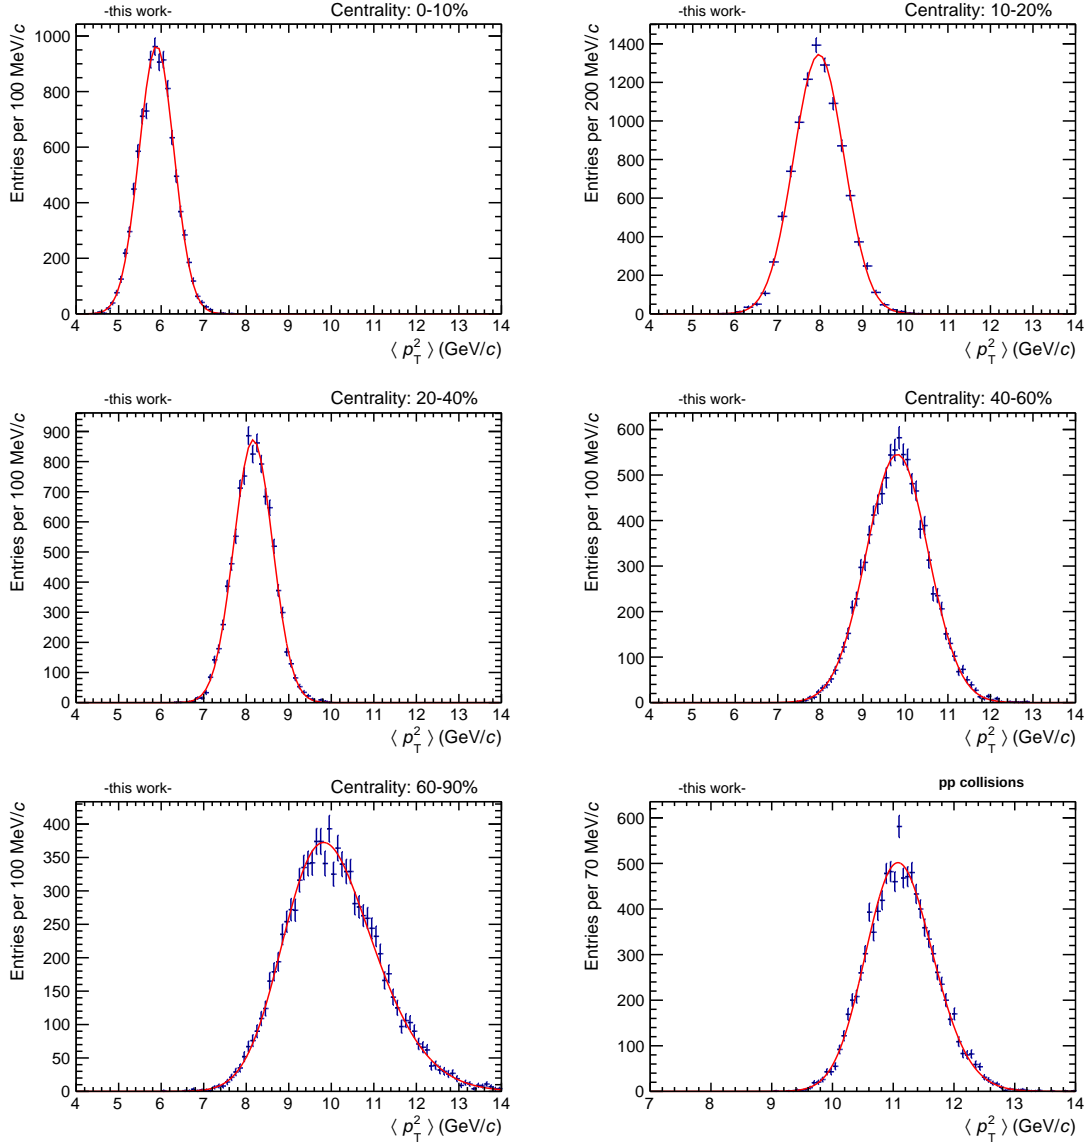 -this work- Centrality: 0-10%
Entries per 100 MeV/c
1000
800
600
400
200
0
4 5 6 7 8 9 10 11 12 13 14
⟨ p_T^2 ⟩ (GeV/c)
-this work- Centrality: 10-20%
Entries per 200 MeV/c
1400
1200
1000
800
600
400
200
0
4 5 6 7 8 9 10 11 12 13 14
⟨ p_T^2 ⟩ (GeV/c)
-this work- Centrality: 20-40%
Entries per 100 MeV/c
900
800
700
600
500
400
300
200
100
0
4 5 6 7 8 9 10 11 12 13 14
⟨ p_T^2 ⟩ (GeV/c)
-this work- Centrality: 40-60%
Entries per 100 MeV/c
600
500
400
300
200
100
0
4 5 6 7 8 9 10 11 12 13 14
⟨ p_T^2 ⟩ (GeV/c)
-this work- Centrality: 60-90%
Entries per 100 MeV/c
400
350
300
250
200
150
100
50
0
4 5 6 7 8 9 10 11 12 13 14
⟨ p_T^2 ⟩ (GeV/c)
-this work- pp collisions
Entries per 70 MeV/c
600
500
400
300
200
100
0
7 8 9 10 11 12 13 14
⟨ p_T^2 ⟩ (GeV/c)